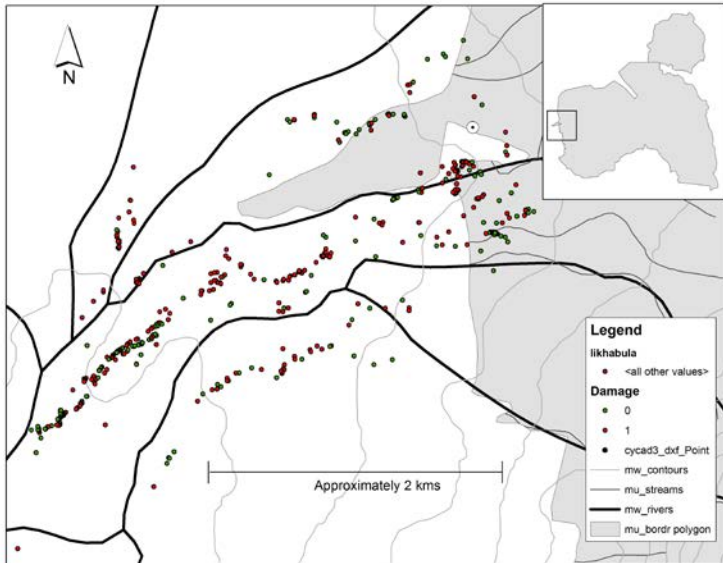 N
Legend
likhabula
<all other values>
Damage
0
1
cycad3_dxf_Point
mw_contours
mu_streams
mw_rivers
mu_bordr polygon
Approximately 2 kms